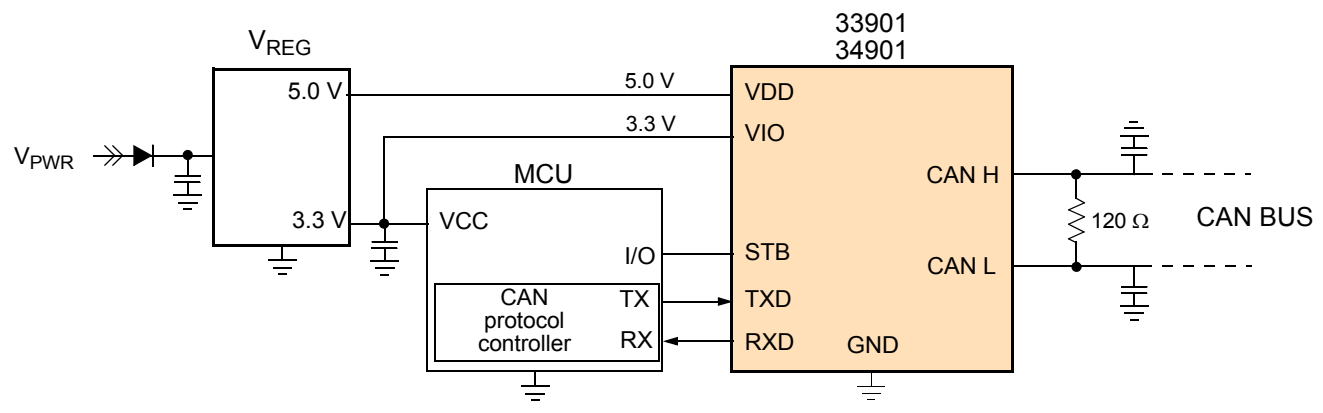 33901
34901
VREG
5.0 V
5.0 V
VDD
3.3 V
VIO
VPWR
MCU
CAN H
3.3 V
VCC
120 Ω
CAN BUS
I/O
STB
CAN L
CAN
protocol
controller
TX
TXD
RX
RXD
GND